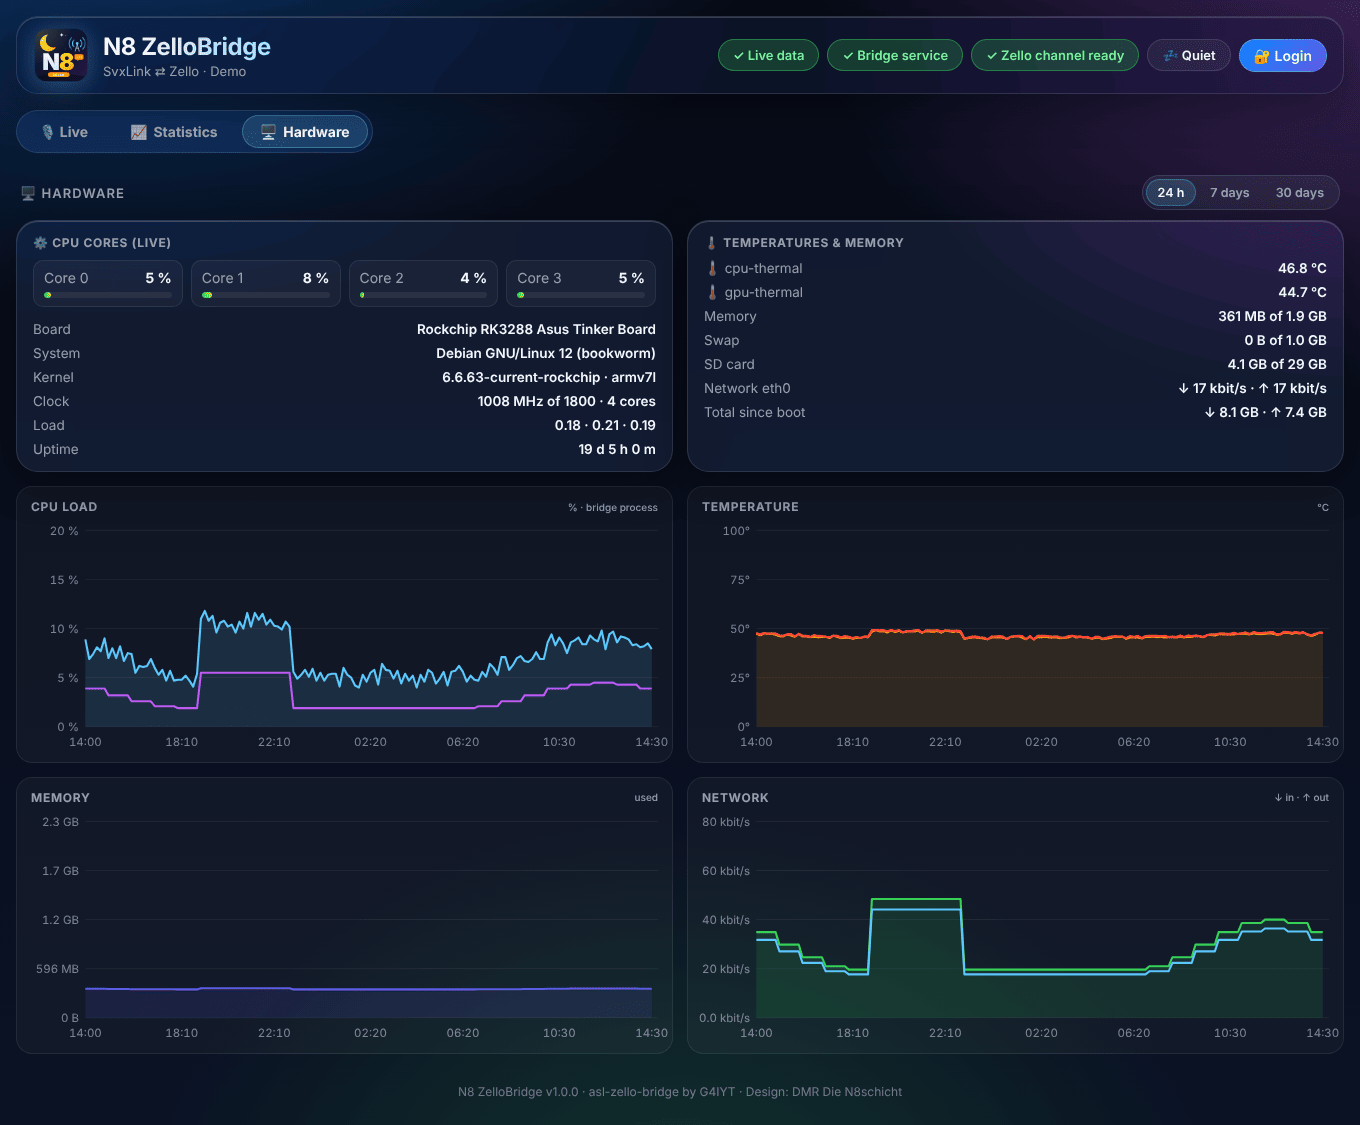 N8 ZelloBridge
SvxLink ⇄ Zello · Demo
✓ Live data
✓ Bridge service
✓ Zello channel ready
💤 Quiet
🔐 Login
🎙️ Live
📈 Statistics
🖥️ Hardware
🖥️ HARDWARE
24 h
7 days
30 days
⚙️ CPU CORES (LIVE)
Core 0 5 %
Core 1 8 %
Core 2 4 %
Core 3 5 %
Board Rockchip RK3288 Asus Tinker Board
System Debian GNU/Linux 12 (bookworm)
Kernel 6.6.63-current-rockchip · armv7l
Clock 1008 MHz of 1800 · 4 cores
Load 0.18 · 0.21 · 0.19
Uptime 19 d 5 h 0 m
🌡️ TEMPERATURES & MEMORY
🌡️ cpu-thermal 46.8 °C
🌡️ gpu-thermal 44.7 °C
Memory 361 MB of 1.9 GB
Swap 0 B of 1.0 GB
SD card 4.1 GB of 29 GB
Network eth0 ↓ 17 kbit/s · ↑ 17 kbit/s
Total since boot ↓ 8.1 GB · ↑ 7.4 GB
CPU LOAD % · bridge process
20 %
15 %
10 %
5 %
0 %
14:00 18:10 22:10 02:20 06:20 10:30 14:30
TEMPERATURE °C
100°
75°
50°
25°
0°
14:00 18:10 22:10 02:20 06:20 10:30 14:30
MEMORY used
2.3 GB
1.7 GB
1.2 GB
596 MB
0 B
14:00 18:10 22:10 02:20 06:20 10:30 14:30
NETWORK ↓ in · ↑ out
80 kbit/s
60 kbit/s
40 kbit/s
20 kbit/s
0.0 kbit/s
14:00 18:10 22:10 02:20 06:20 10:30 14:30
N8 ZelloBridge v1.0.0 · asl-zello-bridge by G4IYT · Design: DMR Die N8schicht